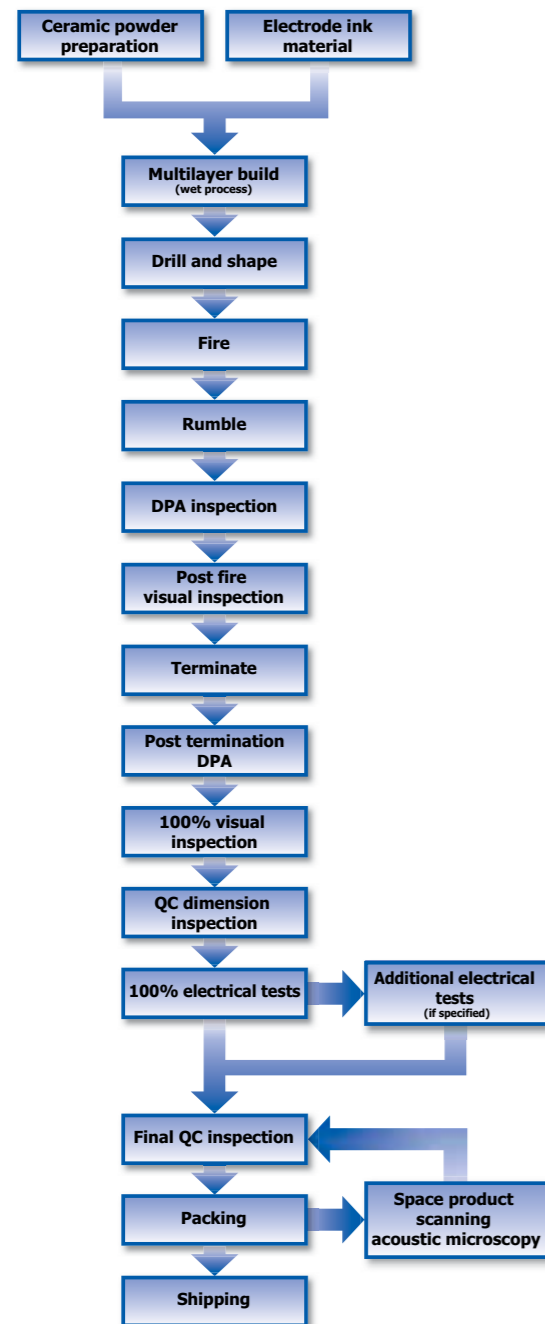 Ceramic powder
preparation
Electrode ink
material
Multilayer build
(wet process)
Drill and shape
Fire
Rumble
DPA inspection
Post fire
visual inspection
Terminate
Post termination
DPA
100% visual
inspection
QC dimension
inspection
100% electrical tests
Additional electrical
tests
(if specified)
Final QC inspection
Packing
Space product
scanning
acoustic microscopy
Shipping